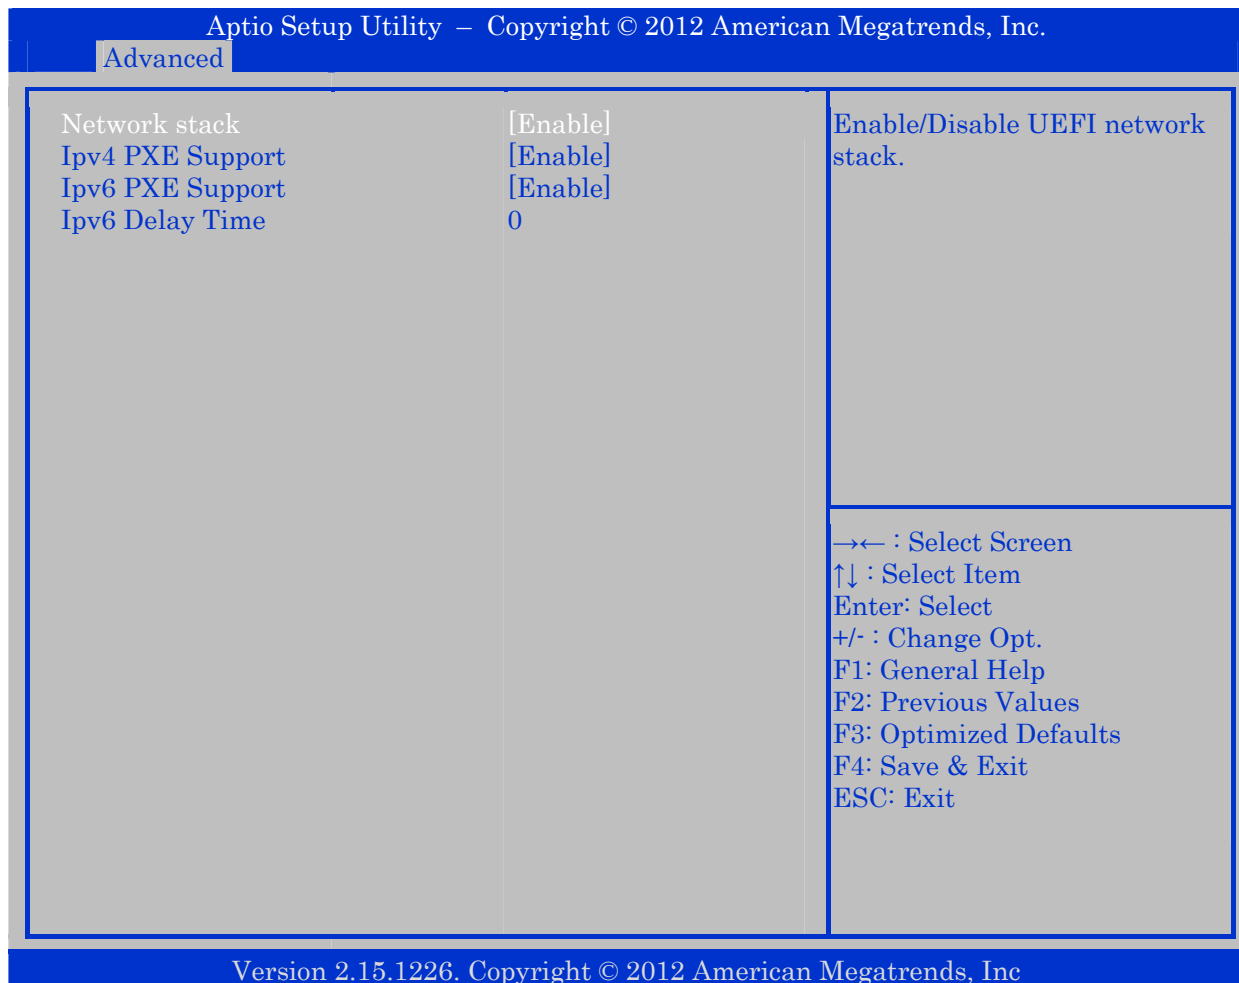 Aptio Setup Utility – Copyright © 2012 American Megatrends, Inc.
Advanced
Network stack [Enable]
Ipv4 PXE Support [Enable]
Ipv6 PXE Support [Enable]
Ipv6 Delay Time 0
Enable/Disable UEFI network
stack.
→← : Select Screen
↑↓ : Select Item
Enter: Select
+/- : Change Opt.
F1: General Help
F2: Previous Values
F3: Optimized Defaults
F4: Save & Exit
ESC: Exit
Version 2.15.1226. Copyright © 2012 American Megatrends, Inc